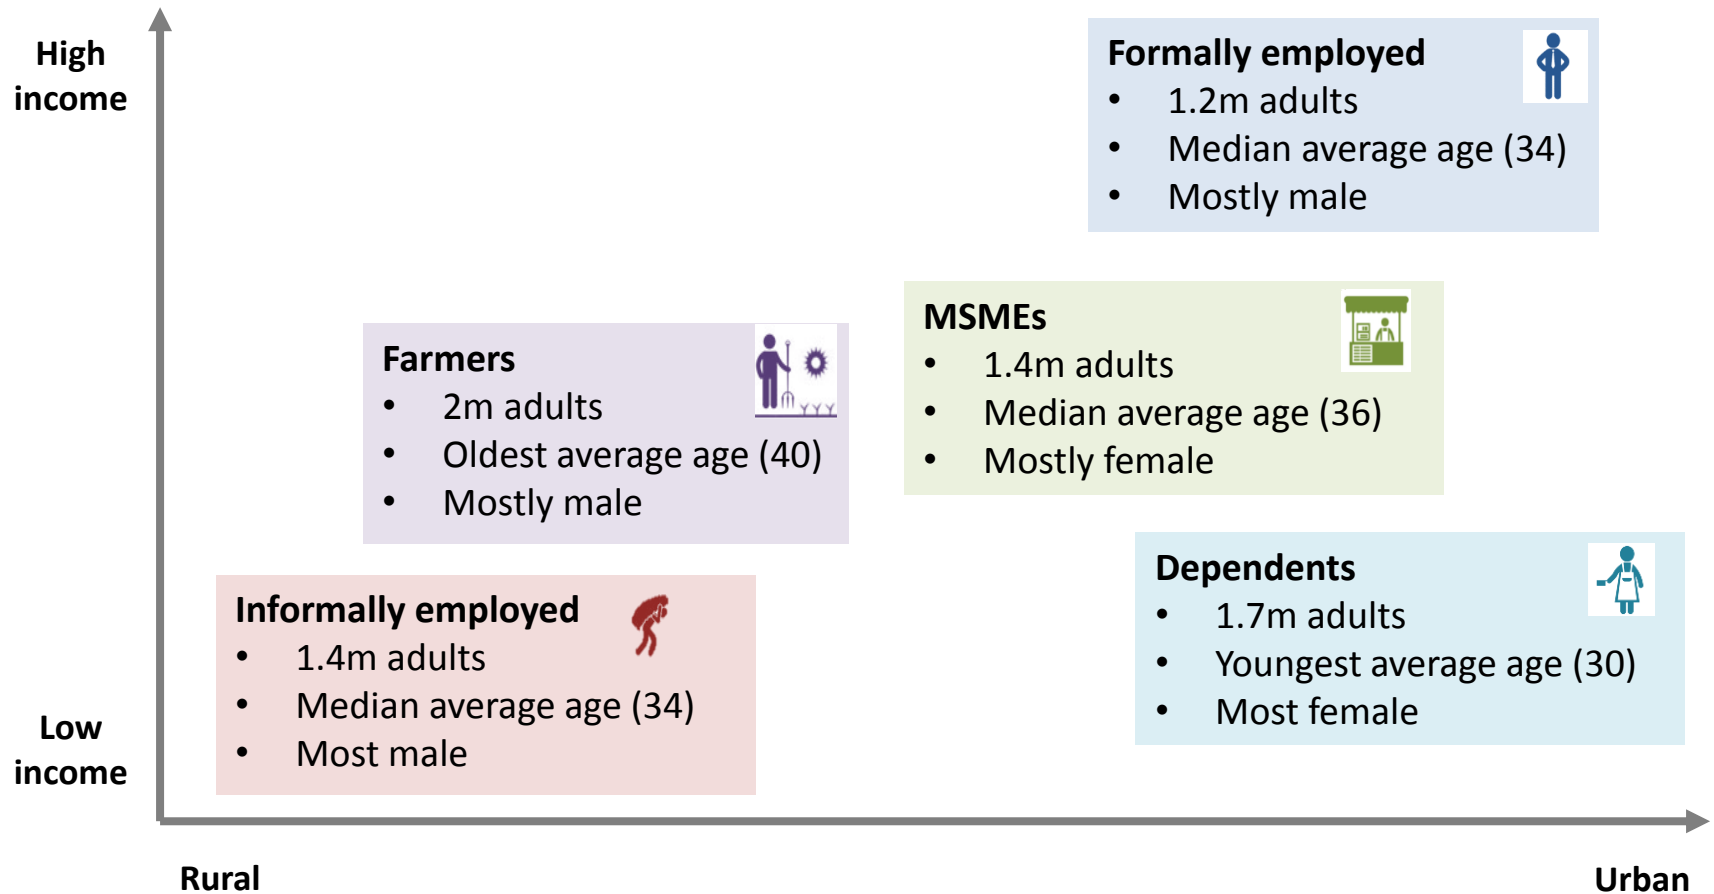 High
income
Formally employed
• 1.2m adults
• Median average age (34)
• Mostly male
MSMEs
• 1.4m adults
• Median average age (36)
• Mostly female
Farmers
• 2m adults
• Oldest average age (40)
• Mostly male
Dependents
• 1.7m adults
• Youngest average age (30)
• Most female
Informally employed
• 1.4m adults
• Median average age (34)
• Most male
Low
income
Rural
Urban